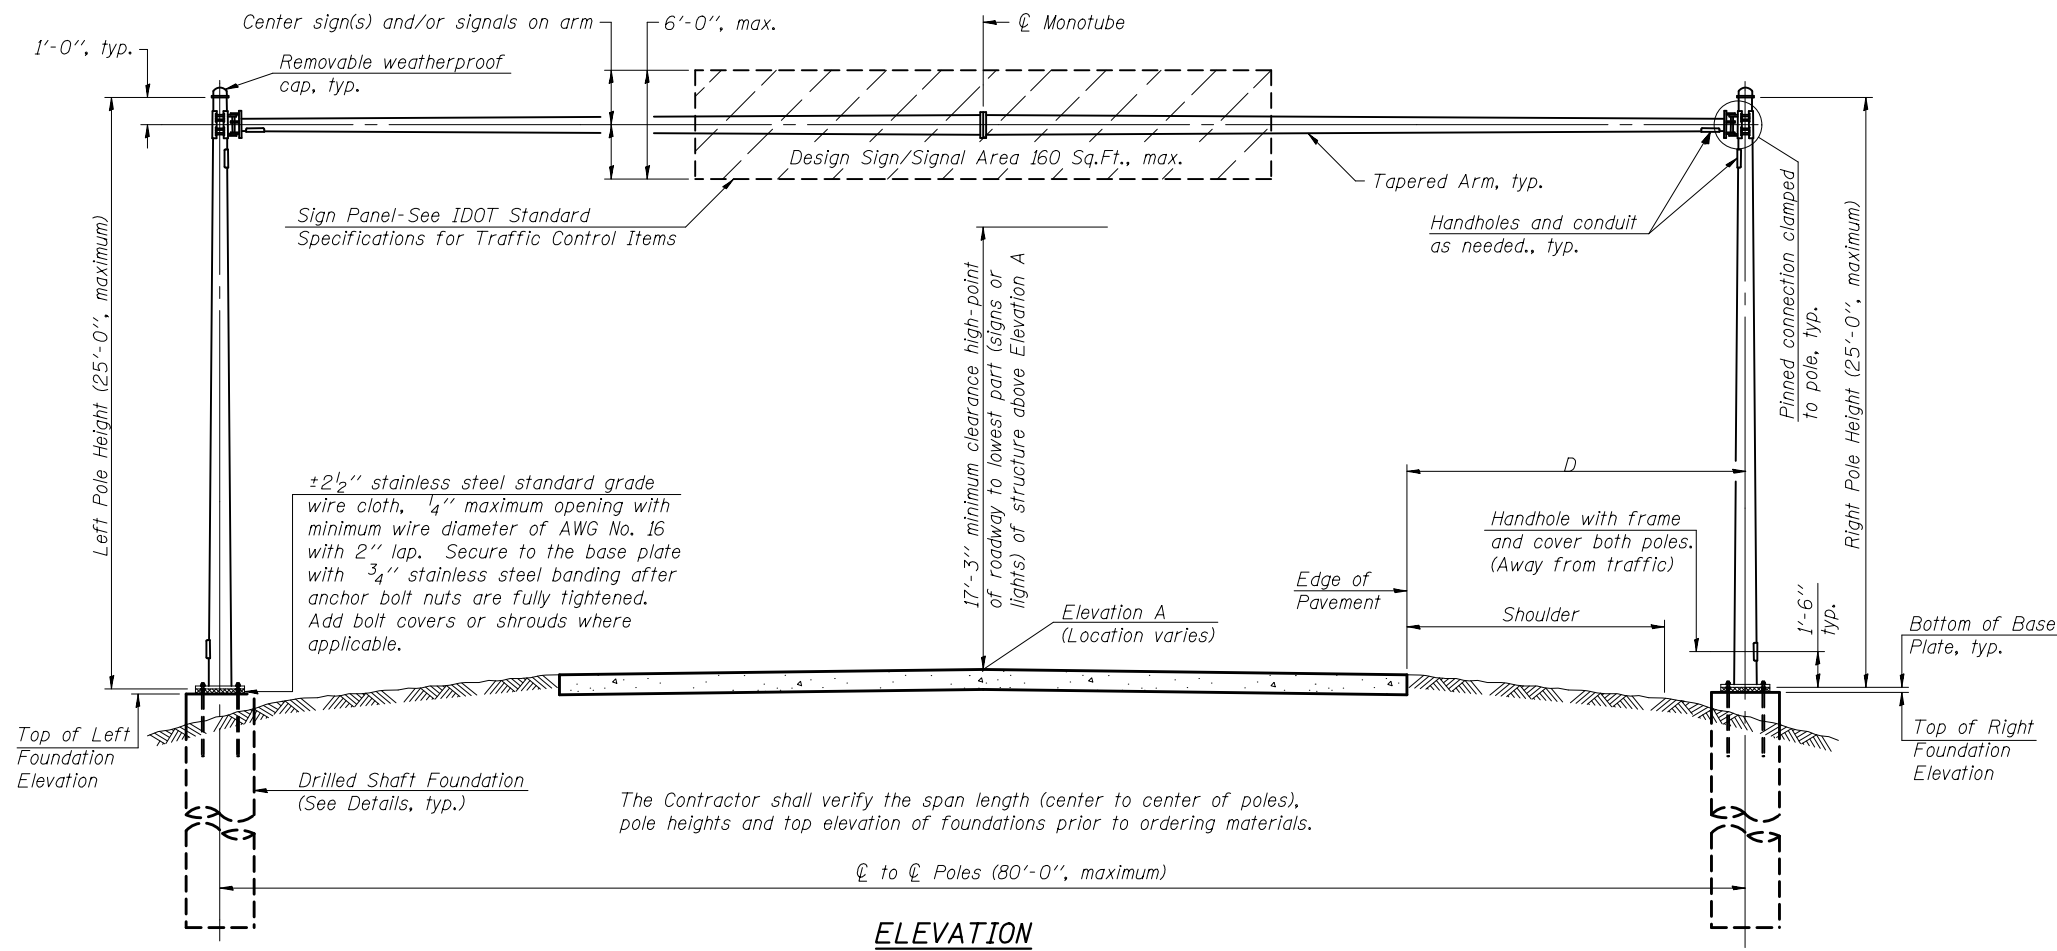 Center sign(s) and/or signals on arm
6'-0'', max.
℄ Monotube
1'-0'', typ.
Removable weatherproof
cap, typ.
Design Sign/Signal Area 160 Sq.Ft., max.
Tapered Arm, typ.
Sign Panel-See IDOT Standard
Specifications for Traffic Control Items
Handholes and conduit
as needed., typ.
Pinned connection clamped
to pole, typ.
Left Pole Height (25'-0'', maximum)
Right Pole Height (25'-0'', maximum)
17'-3'' minimum clearance high-point
of roadway to lowest part (signs or
lights) of structure above Elevation A
D
±2 1/2'' stainless steel standard grade
wire cloth, 1/4'' maximum opening with
minimum wire diameter of AWG No. 16
with 2'' lap. Secure to the base plate
with 3/4'' stainless steel banding after
anchor bolt nuts are fully tightened.
Add bolt covers or shrouds where
applicable.
Handhole with frame
and cover both poles.
(Away from traffic)
Edge of
Pavement
Shoulder
1'-6''
typ.
Elevation A
(Location varies)
Bottom of Base
Plate, typ.
Top of Left
Foundation
Elevation
Top of Right
Foundation
Elevation
Drilled Shaft Foundation
(See Details, typ.)
The Contractor shall verify the span length (center to center of poles),
pole heights and top elevation of foundations prior to ordering materials.
℄ to ℄ Poles (80'-0'', maximum)
ELEVATION